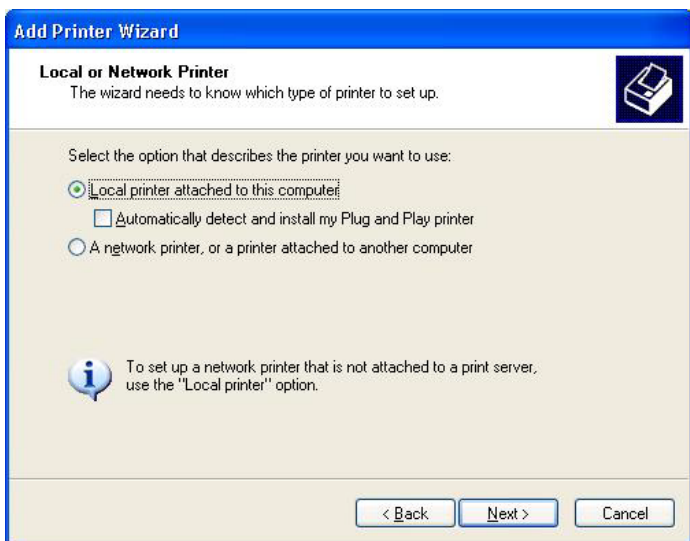 Add Printer Wizard
Local or Network Printer
The wizard needs to know which type of printer to set up.
Select the option that describes the printer you want to use:
Local printer attached to this computer
Automatically detect and install my Plug and Play printer
A network printer, or a printer attached to another computer
To set up a network printer that is not attached to a print server,
use the "Local printer" option.
< Back
Next >
Cancel